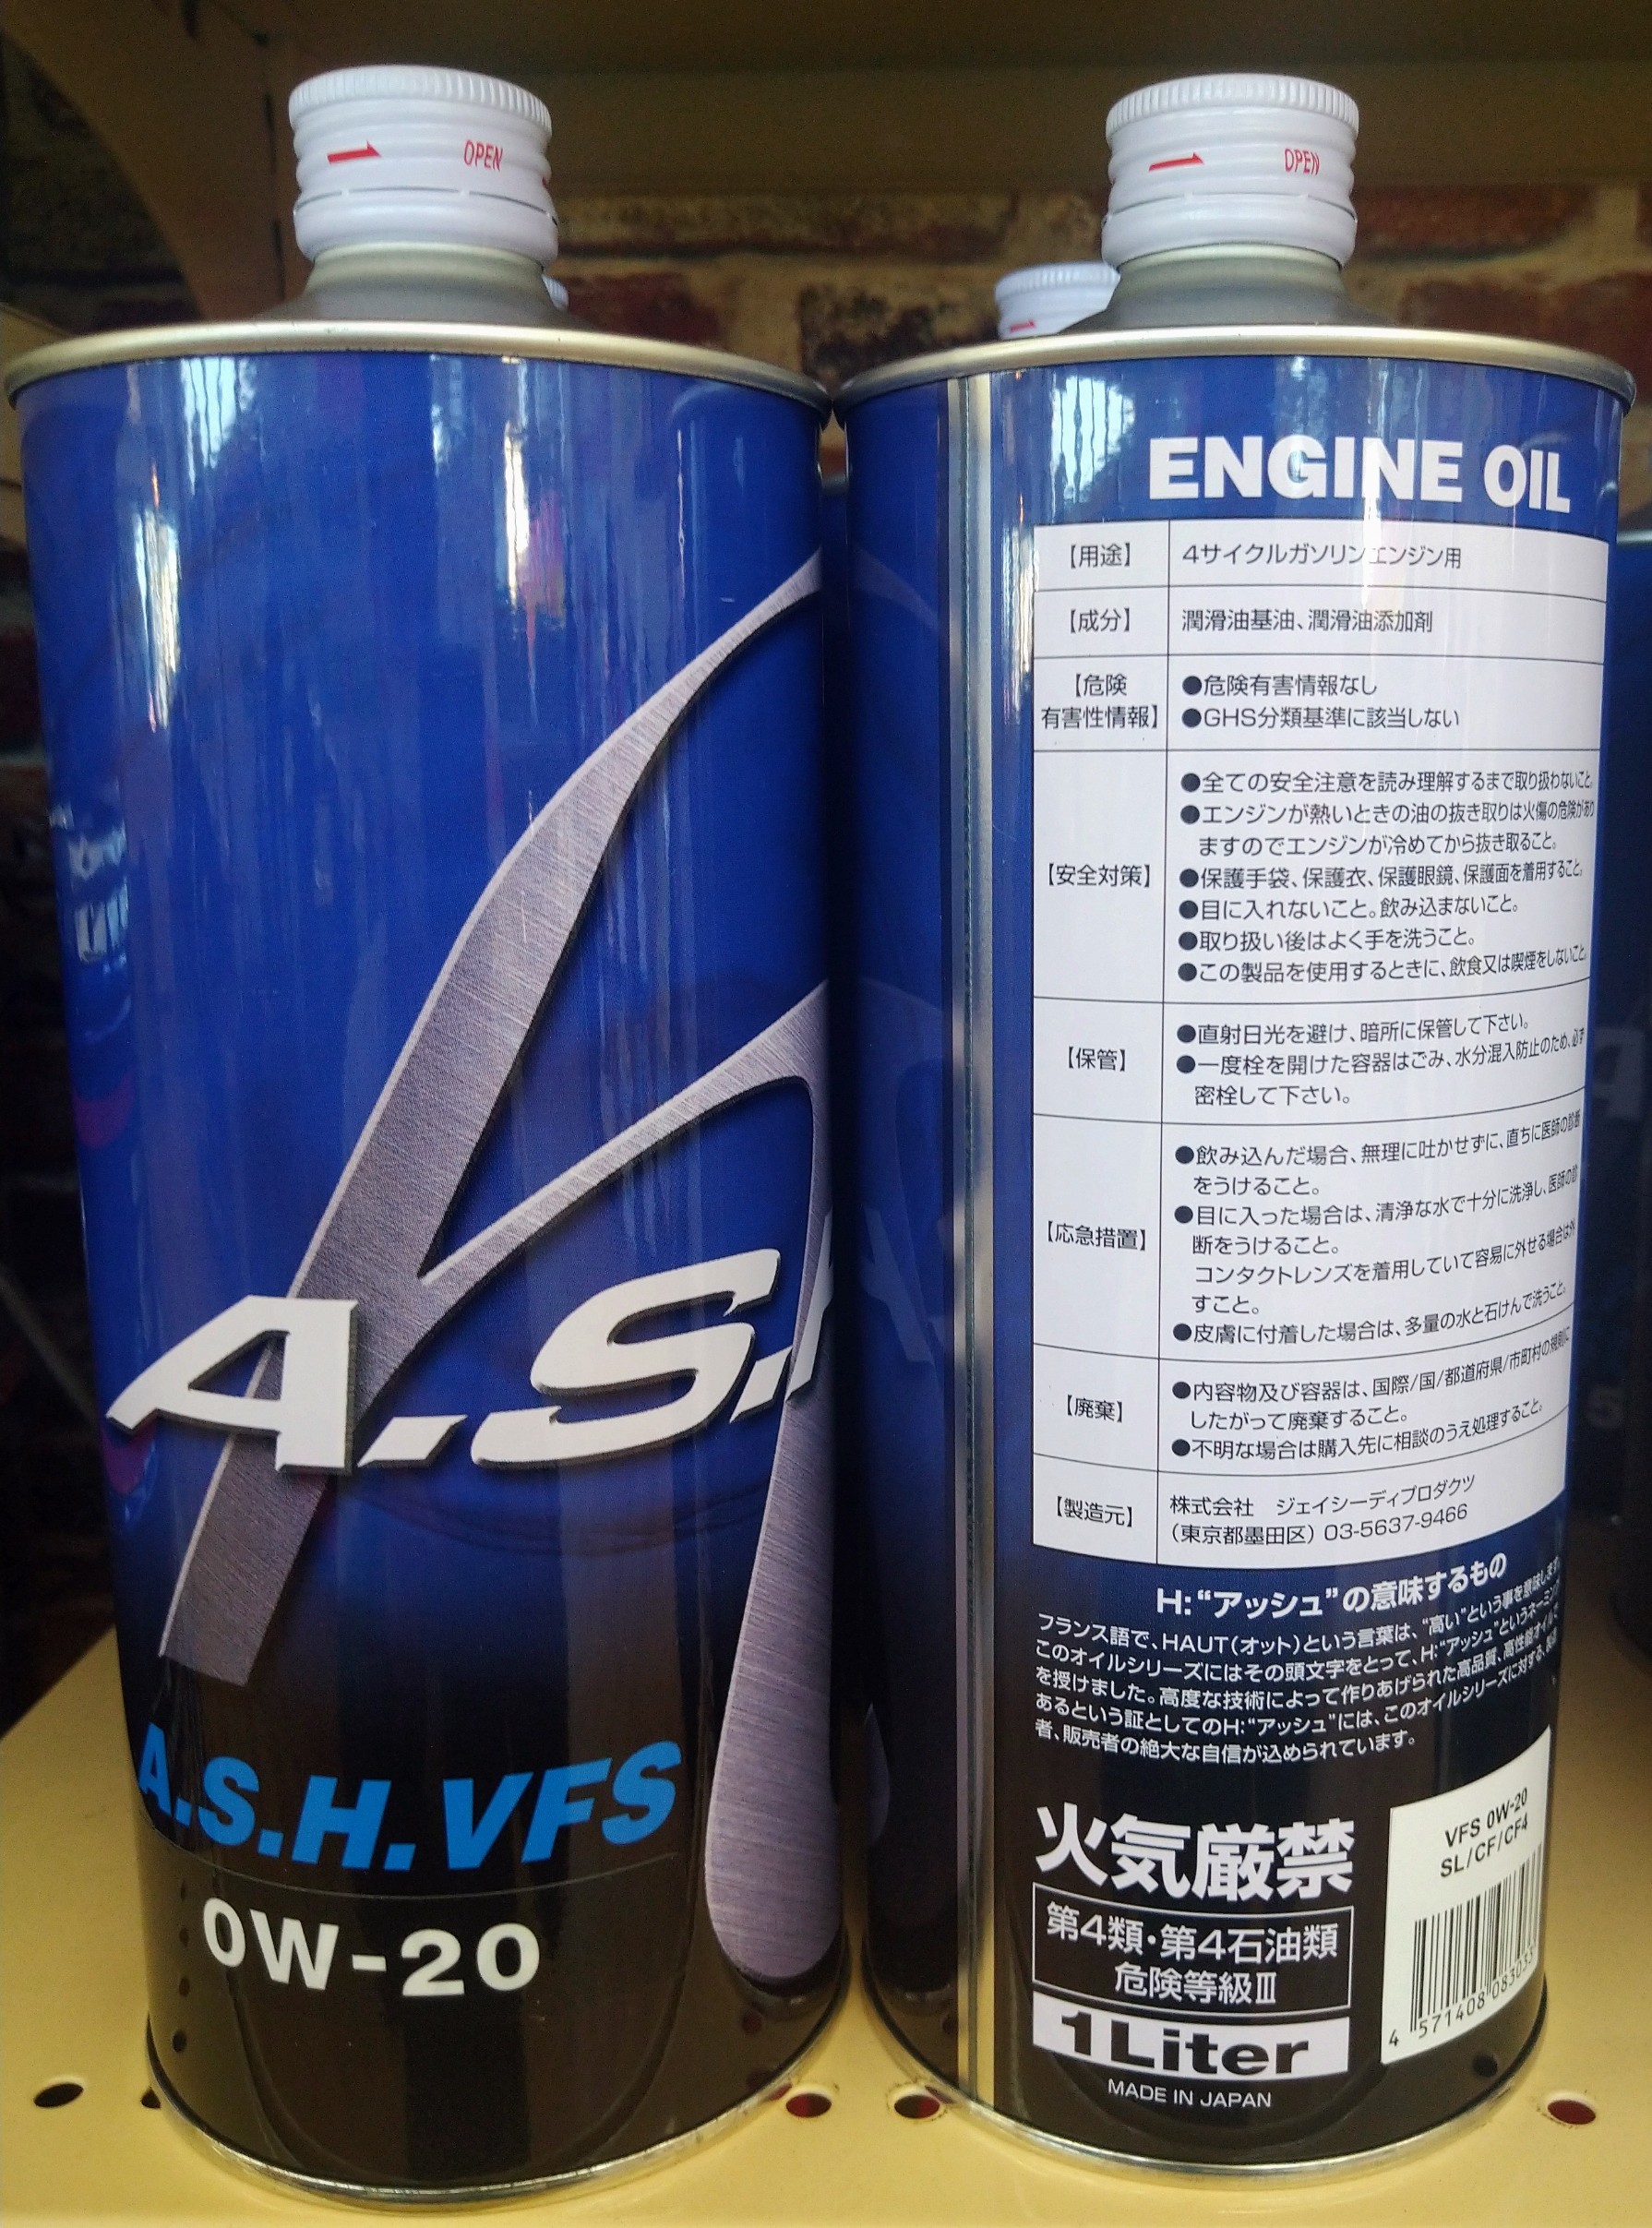 OPEN
A.S.
A.S.H.VFS
0W-20
OPEN
ENGINE OIL
【用途】 4サイクルガソリンエンジン用
【成分】 潤滑油基油、潤滑油添加剤
【危険
有害性情報】
●危険有害情報なし
●GHS分類基準に該当しない
【安全対策】
●全ての安全注意を読み理解するまで取り扱わないこと。
●エンジンが熱いときの油の抜き取りは火傷の危険があり
ますのでエンジンが冷めてから抜き取ること。
●保護手袋、保護衣、保護眼鏡、保護面を着用すること。
●目に入れないこと。飲み込まないこと。
●取り扱い後はよく手を洗うこと。
●この製品を使用するときに、飲食又は喫煙をしないこと。
【保管】
●直射日光を避け、暗所に保管して下さい。
●一度栓を開けた容器はごみ、水分混入防止のため、必ず
密栓して下さい。
【応急措置】
●飲み込んだ場合、無理に吐かせずに、直ちに医師の診断
をうけること。
●目に入った場合は、清浄な水で十分に洗浄し、医師の診
断をうけること。
コンタクトレンズを着用していて容易に外せる場合は外
すこと。
●皮膚に付着した場合は、多量の水と石けんで洗うこと。
【廃棄】
●内容物及び容器は、国際/国/都道府県/市町村の規則に
したがって廃棄すること。
●不明な場合は購入先に相談のうえ処理すること。
【製造元】
株式会社 ジェイシーディプロダクツ
(東京都墨田区) 03-5637-9466
H:“アッシュ”の意味するもの
フランス語で、HAUT(オット)という言葉は、“高い”という事を意味します。
このオイルシリーズにはその頭文字をとって、H:“アッシュ”というネーミング
を授けました。高度な技術によって作りあげられた高品質、高性能オイルで
あるという証としてのH:“アッシュ”には、このオイルシリーズに対する、
者、販売者の絶大な自信が込められています。
火気厳禁
第4類・第4石油類
危険等級Ⅲ
1Liter
MADE IN JAPAN
VFS 0W-20
SL/CF/CF4
4 571408 083033